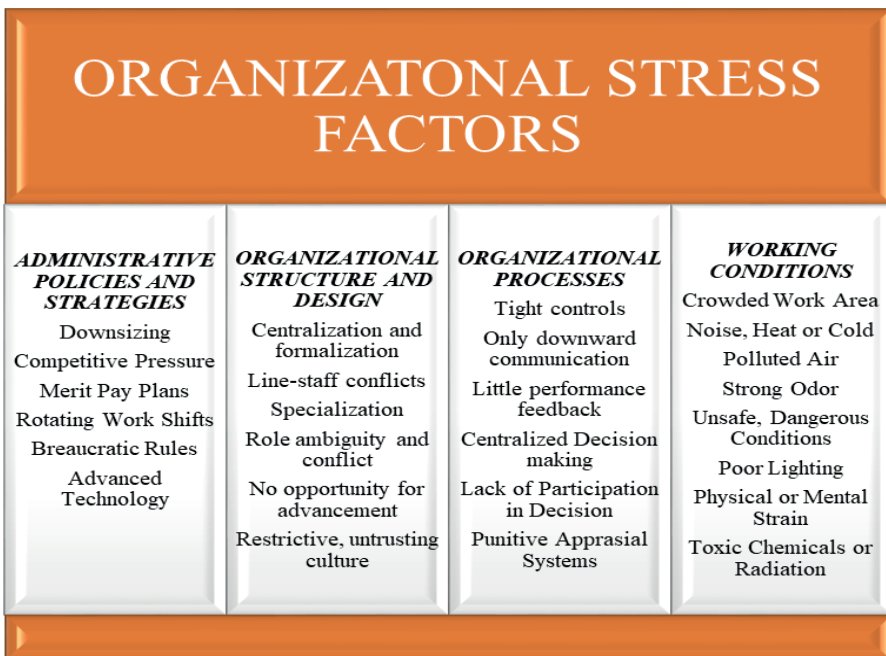 ORGANIZATONAL STRESS
FACTORS
ADMINISTRATIVE
POLICIES AND
STRATEGIES
Downsizing
Competitive Pressure
Merit Pay Plans
Rotating Work Shifts
Breaucratic Rules
Advanced
Technology
ORGANIZATIONAL
STRUCTURE AND
DESIGN
Centralization and
formalization
Line-staff conflicts
Specialization
Role ambiguity and
conflict
No opportunity for
advancement
Restrictive, untrusting
culture
ORGANIZATIONAL
PROCESSES
Tight controls
Only downward
communication
Little performance
feedback
Centralized Decision
making
Lack of Participation
in Decision
Punitive Apprasial
Systems
WORKING
CONDITIONS
Crowded Work Area
Noise, Heat or Cold
Polluted Air
Strong Odor
Unsafe, Dangerous
Conditions
Poor Lighting
Physical or Mental
Strain
Toxic Chemicals or
Radiation